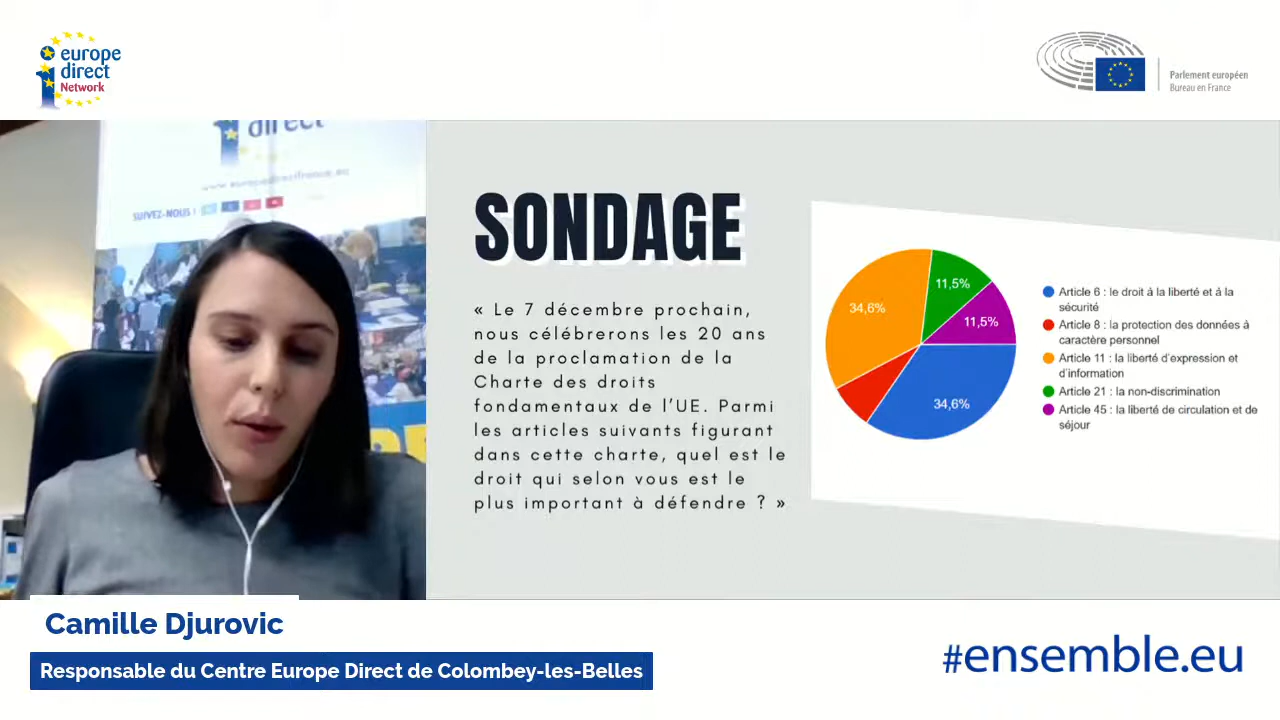 europe
direct
Network
Parlement européen
Bureau en France
direct
www.europedirectfrance.eu
SUIVEZ-NOUS !
SONDAGE
« Le 7 décembre prochain,
nous célébrerons les 20 ans
de la proclamation de la
Charte des droits
fondamentaux de l'UE. Parmi
les articles suivants figurant
dans cette charte, quel est le
droit qui selon vous est le
plus important à défendre ? »
11,5%
34,6%
11,5%
34,6%
Article 6 : le droit à la liberté et à la
sécurité
Article 8 : la protection des données à
caractère personnel
Article 11 : la liberté d'expression et
d'information
Article 21 : la non-discrimination
Article 45 : la liberté de circulation et de
séjour
Camille Djurovic
Responsable du Centre Europe Direct de Colombey-les-Belles
#ensemble.eu